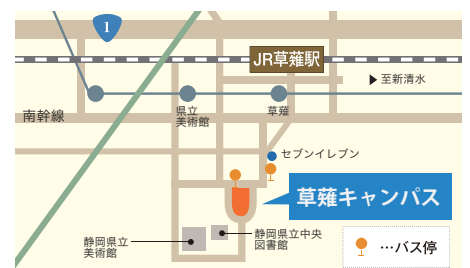 1
JR草薙駅
至新清水
県立
美術館
草薙
南幹線
セブンイレブン
草薙キャンパス
静岡県立
美術館
静岡県立中央
図書館
…バス停